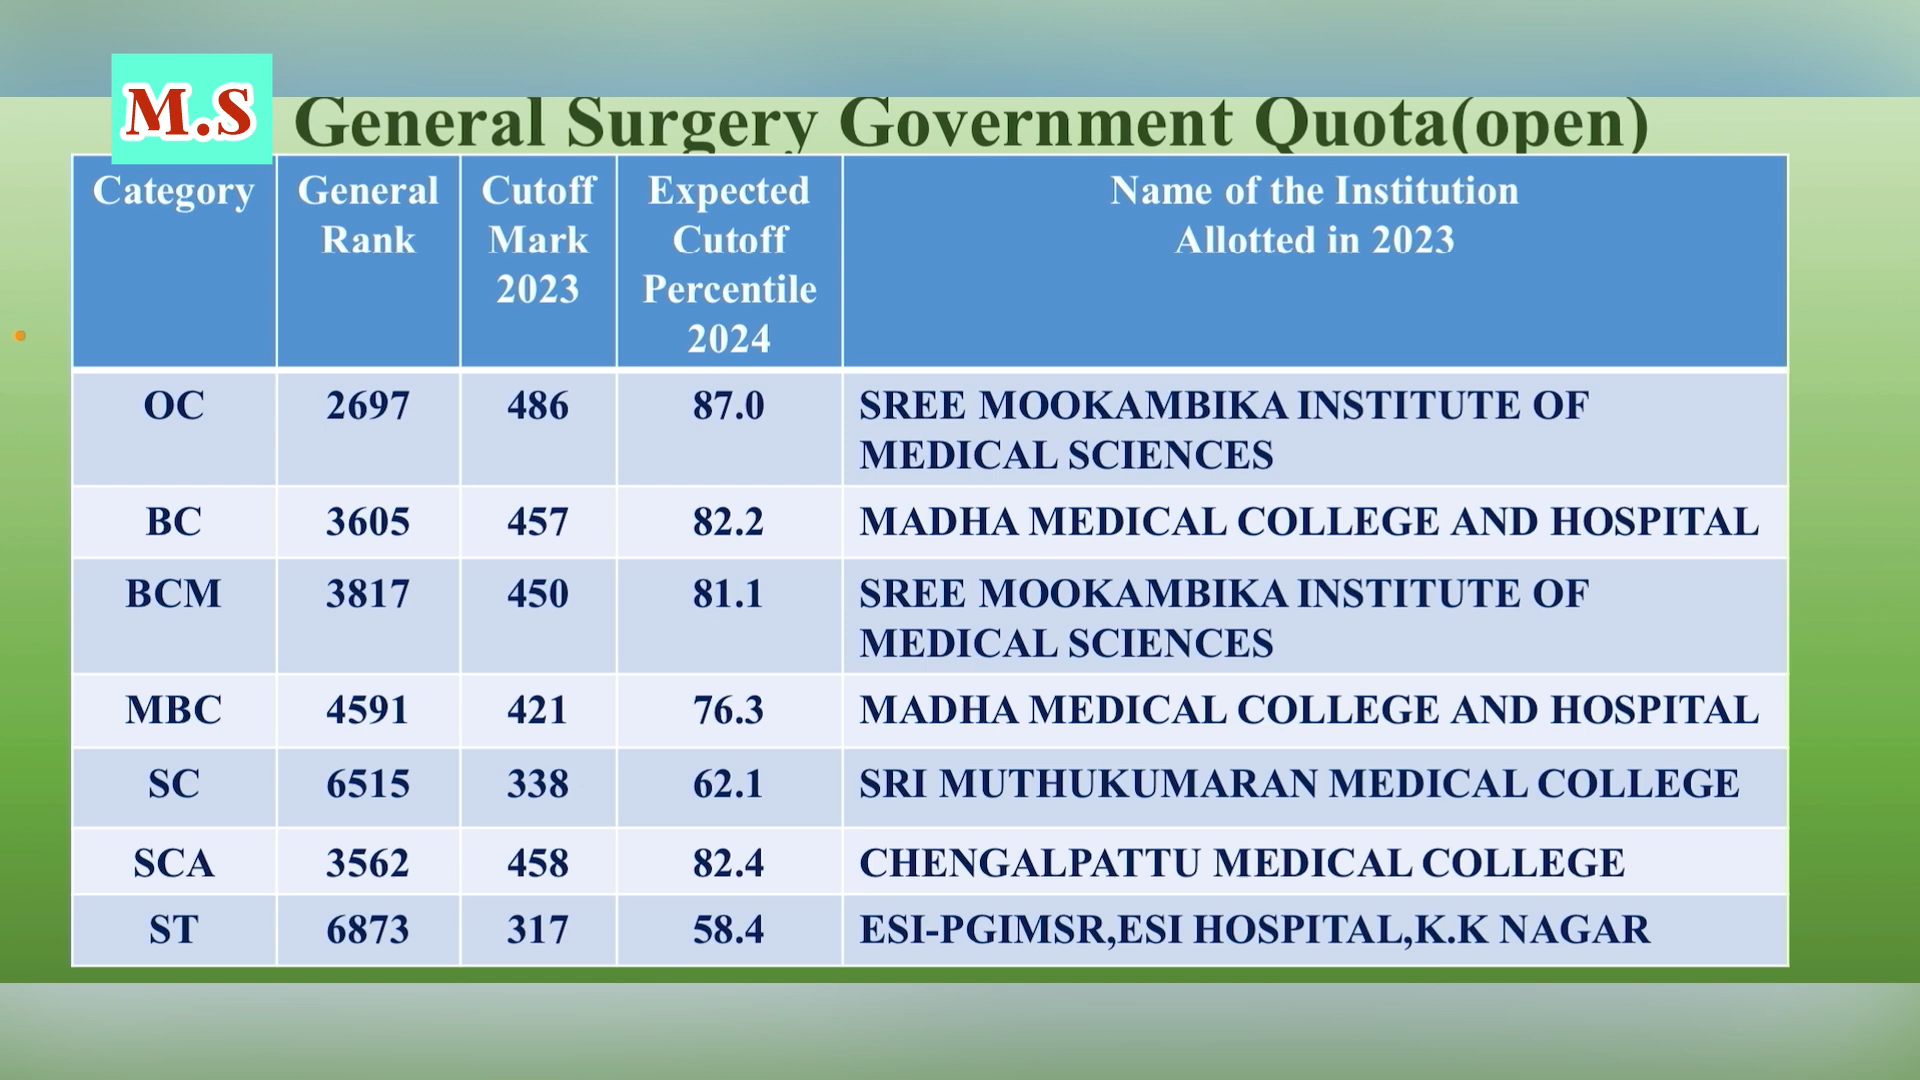 M.S
General Surgery Government Quota(open)
Category
General
Rank
Cutoff
Mark
2023
Expected
Cutoff
Percentile
2024
Name of the Institution
Allotted in 2023
OC 2697 486 87.0 SREE MOOKAMBIKA INSTITUTE OF
MEDICAL SCIENCES
BC 3605 457 82.2 MADHA MEDICAL COLLEGE AND HOSPITAL
BCM 3817 450 81.1 SREE MOOKAMBIKA INSTITUTE OF
MEDICAL SCIENCES
MBC 4591 421 76.3 MADHA MEDICAL COLLEGE AND HOSPITAL
SC 6515 338 62.1 SRI MUTHUKUMARAN MEDICAL COLLEGE
SCA 3562 458 82.4 CHENGALPATTU MEDICAL COLLEGE
ST 6873 317 58.4 ESI-PGIMSR,ESI HOSPITAL,K.K NAGAR